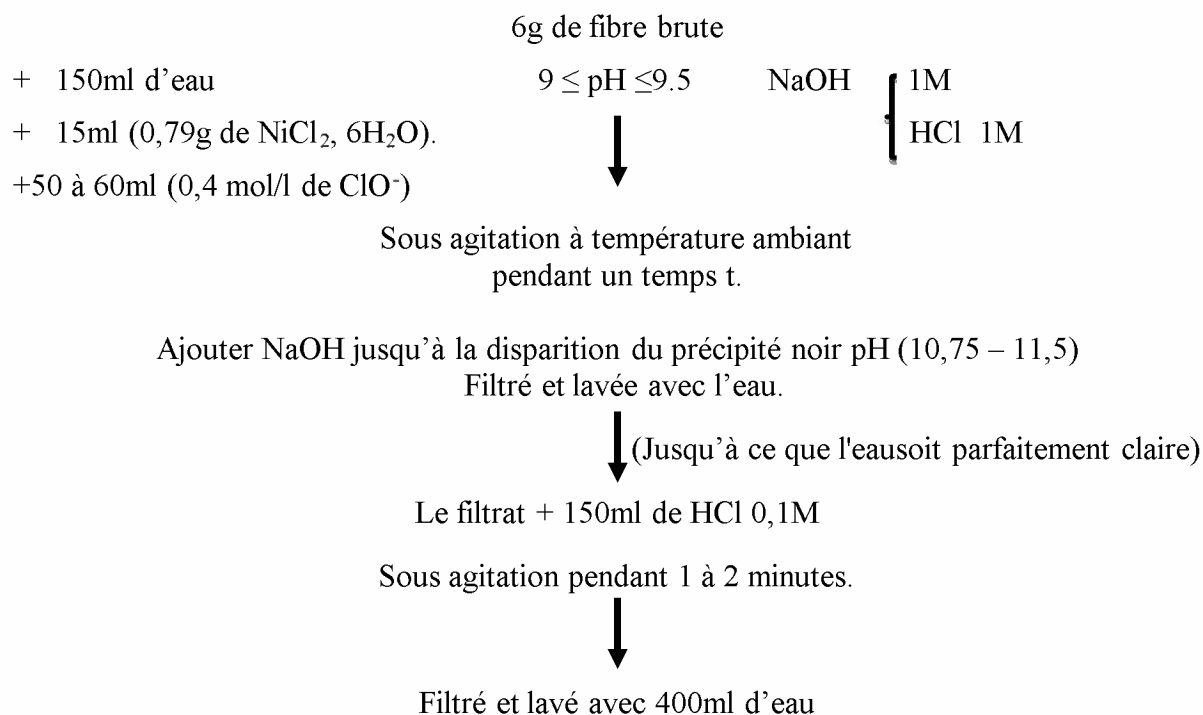 6g de fibre brute
+ 150ml d'eau 9 ≤ pH ≤9.5 NaOH 1M
+ 15ml (0,79g de NiCl₂, 6H₂O). HCl 1M
+50 à 60ml (0,4 mol/l de ClO⁻)
Sous agitation à température ambiant
pendant un temps t.
Ajouter NaOH jusqu'à la disparition du précipité noir pH (10,75 – 11,5)
Filtré et lavée avec l'eau.
(Jusqu'à ce que l'eausoit parfaitement claire)
Le filtrat + 150ml de HCl 0,1M
Sous agitation pendant 1 à 2 minutes.
Filtré et lavé avec 400ml d'eau